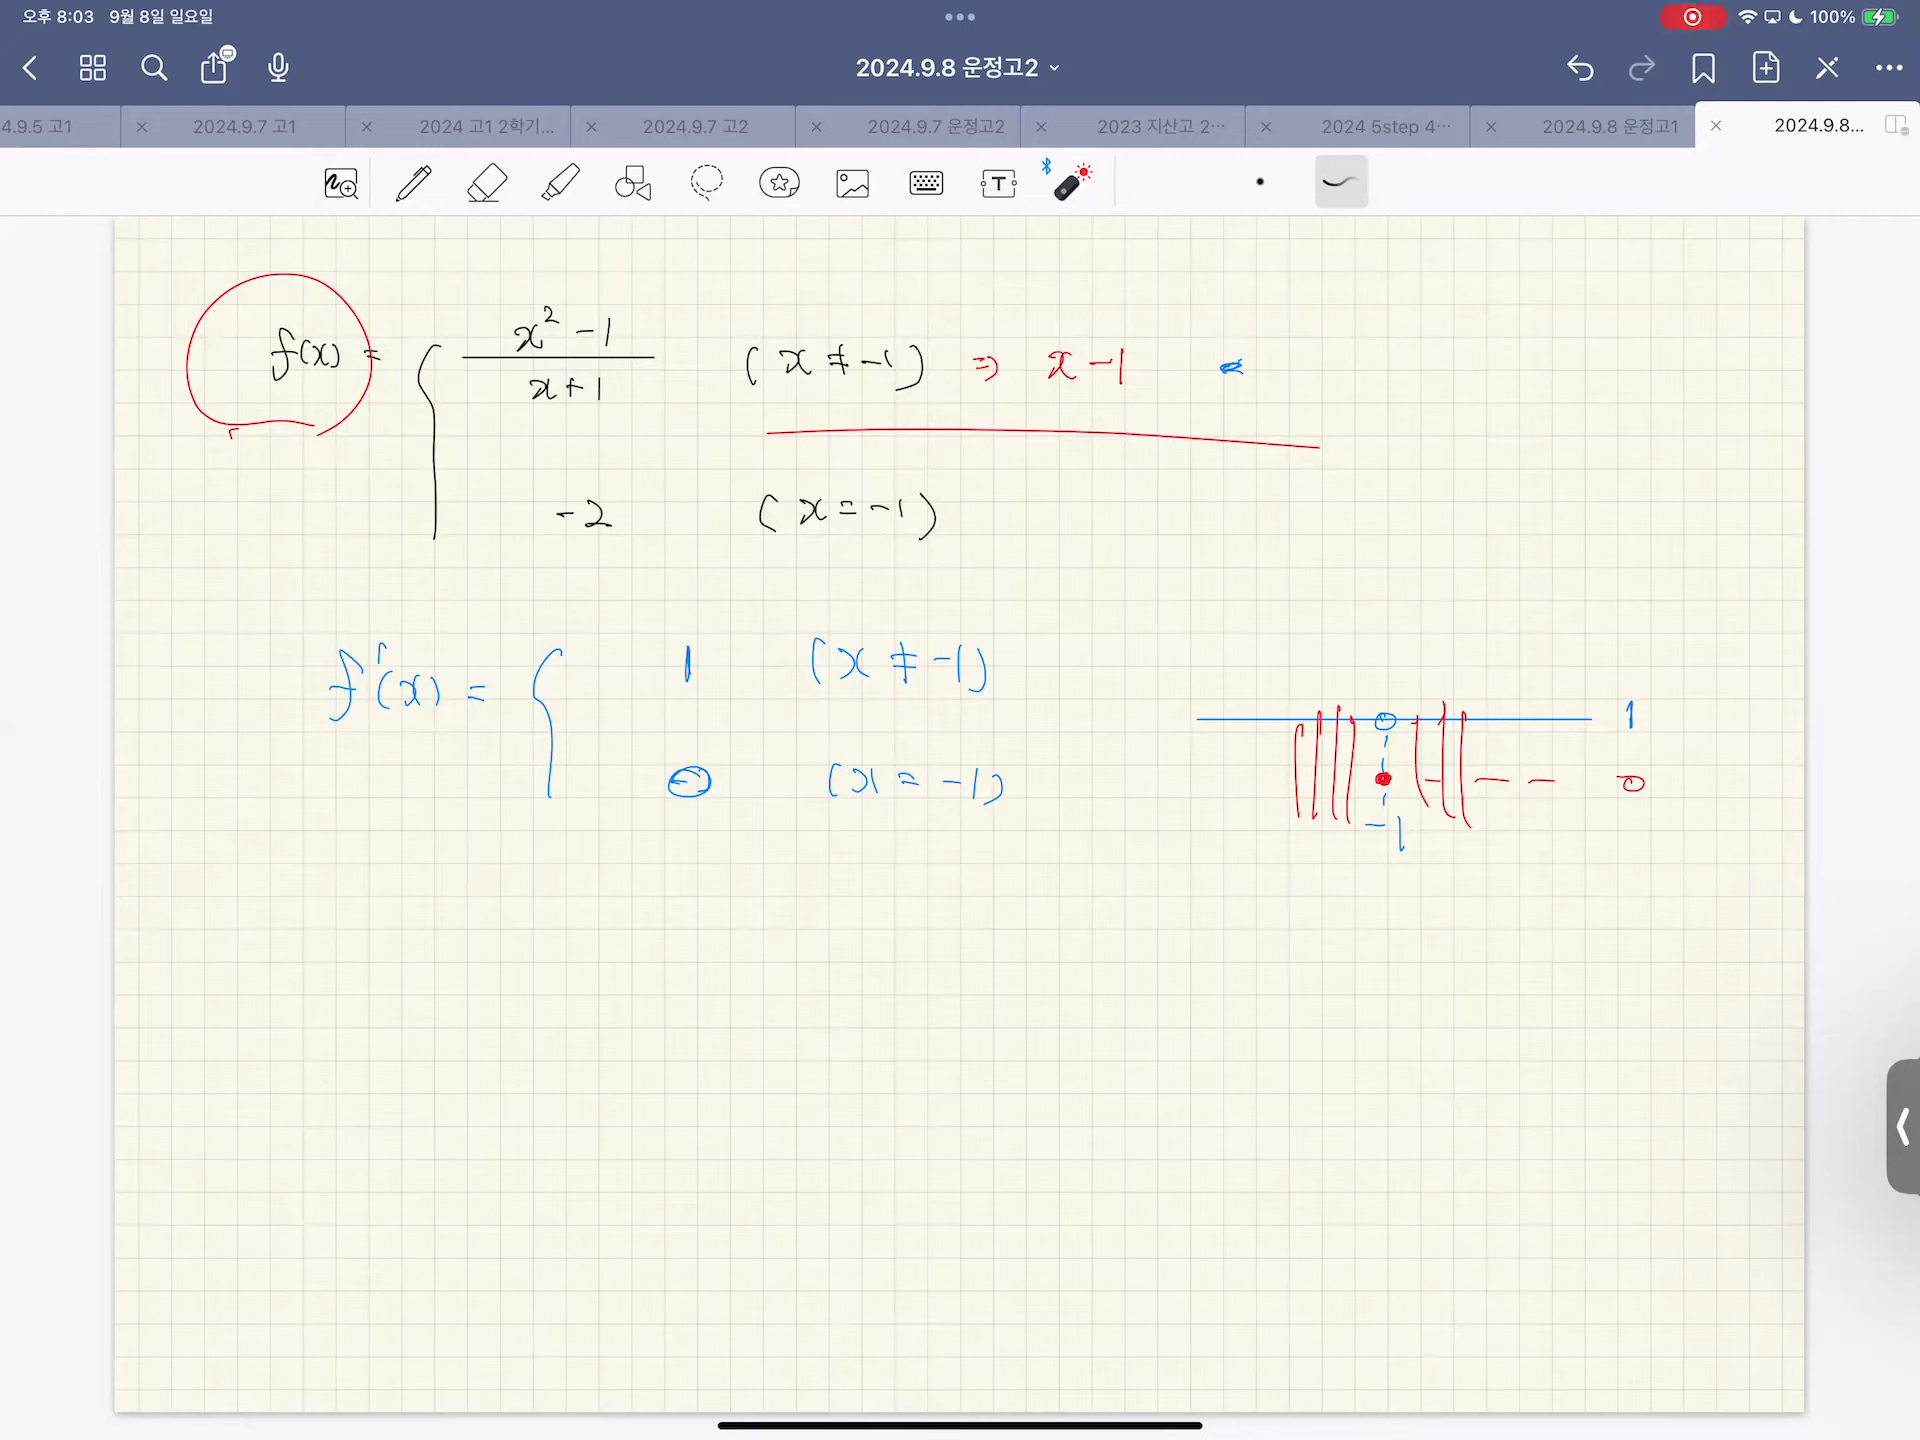 오후 8:03 9월 8일 일요일
100%
2024.9.8 운정고2
4.9.5 고1
2024.9.7 고1
2024 고1 2학기...
2024.9.7 고2
2024.9.7 운정고2
2023 지산고 2...
2024 5step 4...
2024.9.8 운정고1
2024.9.8...
f(x) = { (x² - 1)/(x + 1) (x ≠ -1) ⇒ x - 1
-2 (x = -1)
f'(x) = { 1 (x ≠ -1)
0 (x = -1)
1
0
-1